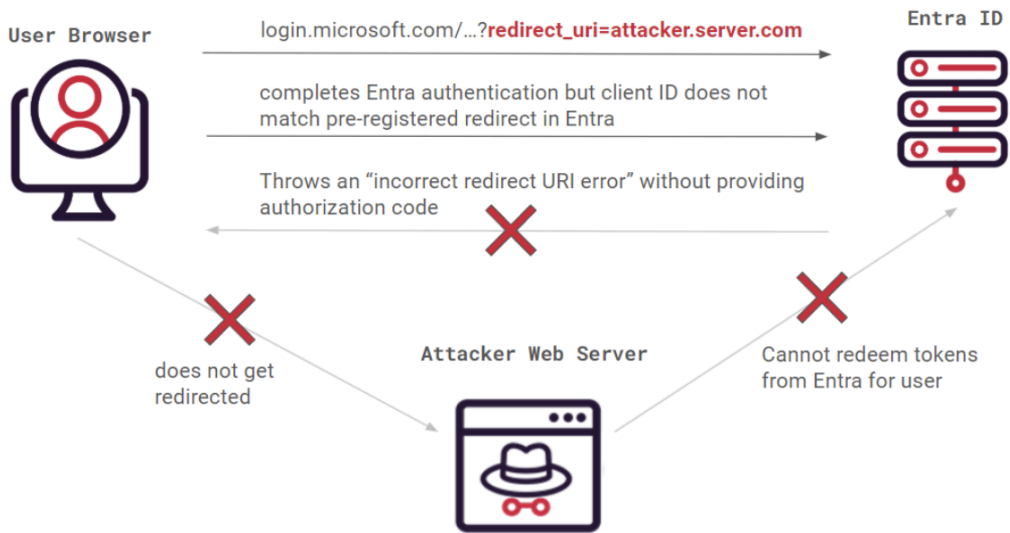 User Browser
Entra ID
login.microsoft.com/...?redirect_uri=attacker.server.com
completes Entra authentication but client ID does not
match pre-registered redirect in Entra
Throws an “incorrect redirect URI error” without providing
authorization code
does not get
redirected
Attacker Web Server
Cannot redeem tokens
from Entra for user